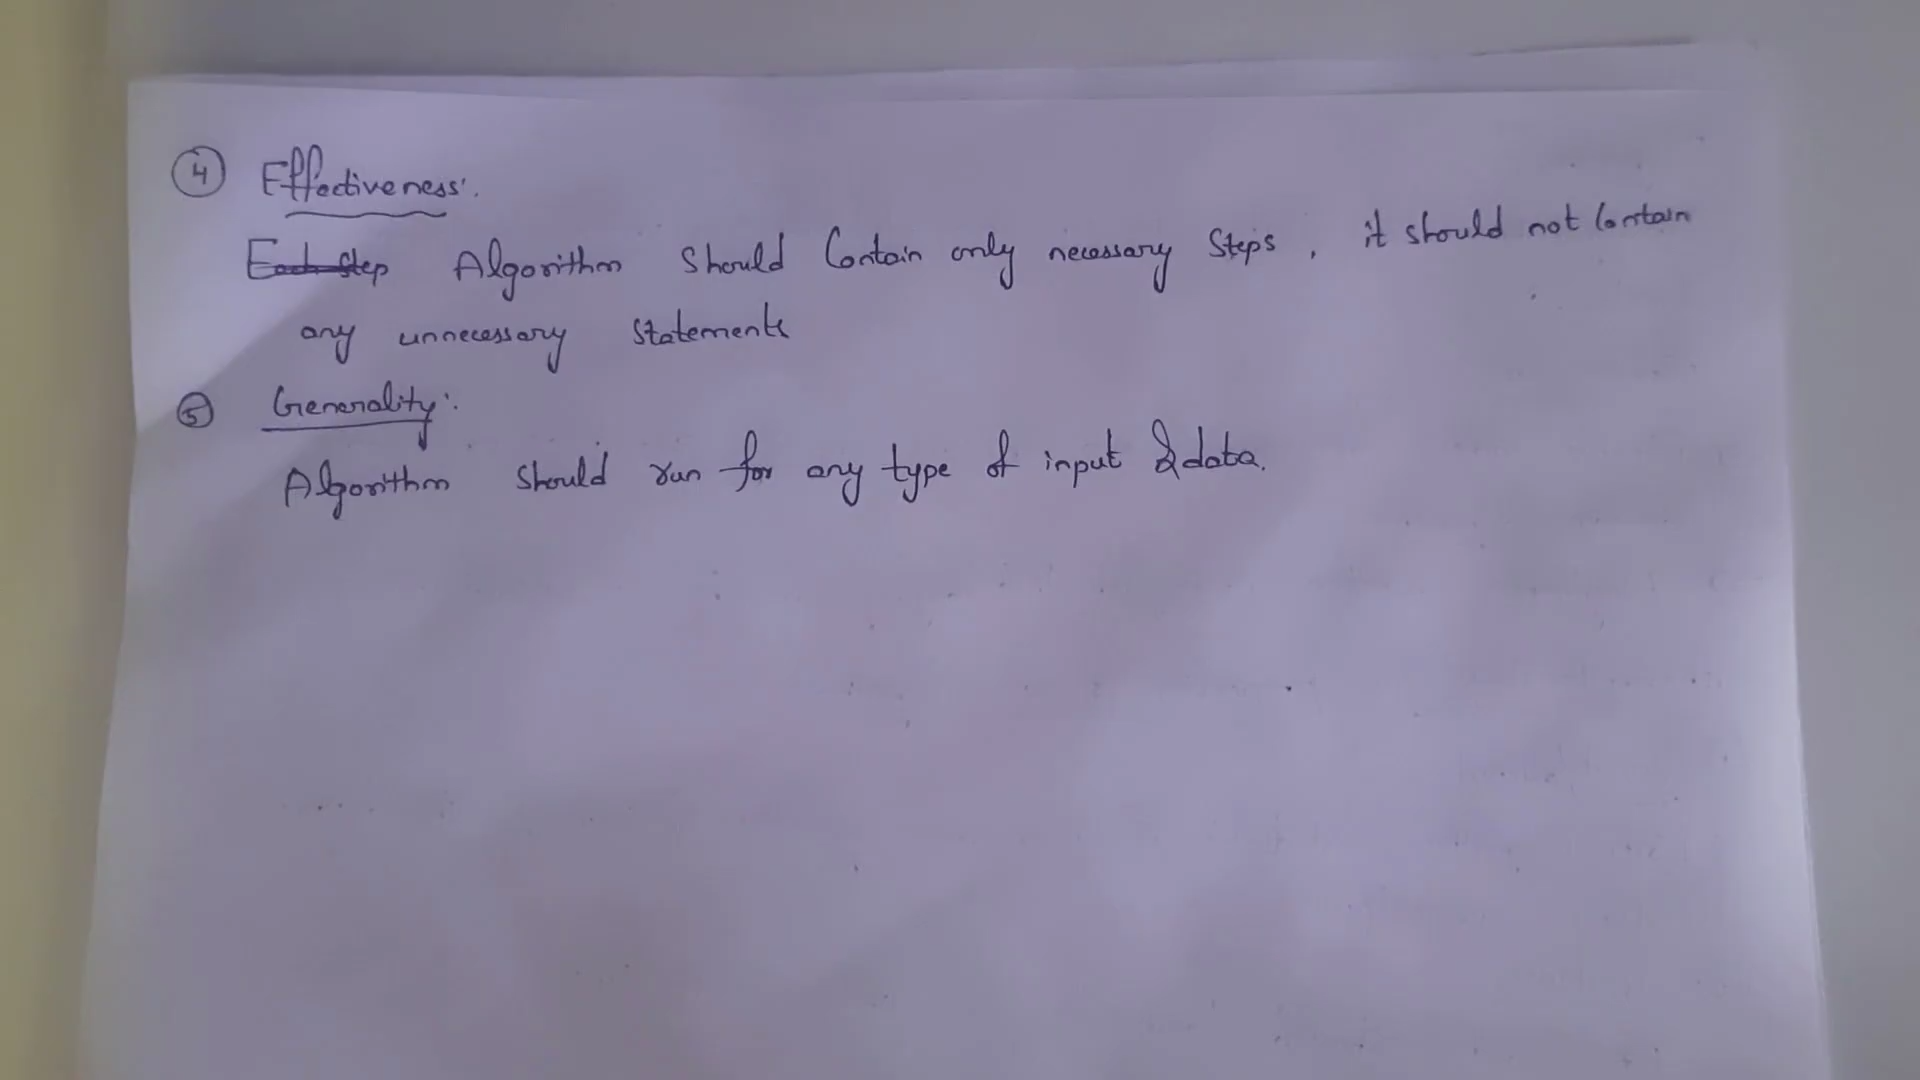 ④ Effectiveness:
Each Step Algorithm Should Contain only necessary Steps, it should not Contain
any unnecessary Statements
⑤ Generality:
Algorithm Should run for any type of input & data.